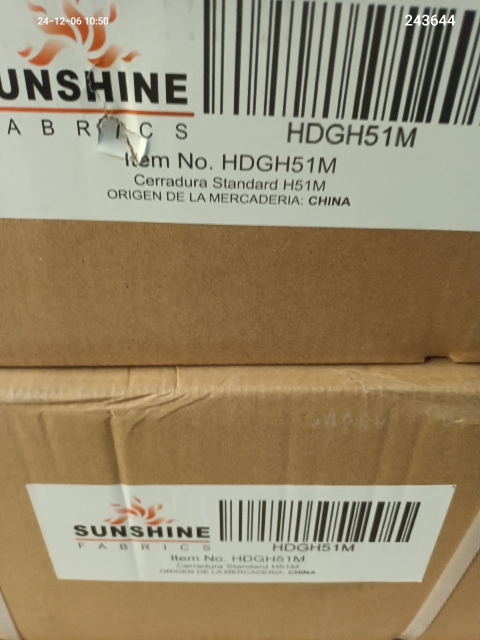 24-12-06 10:50
243644
SUNSHINE
FABRICS
HDGH51M
Item No. HDGH51M
Cerradura Standard H51M
ORIGEN DE LA MERCADERIA: CHINA
SUNSHINE
FABRICS
HDGH51M
Item No. HDGH51M
Cerradura Standard H51M
ORIGEN DE LA MERCADERIA: CHINA